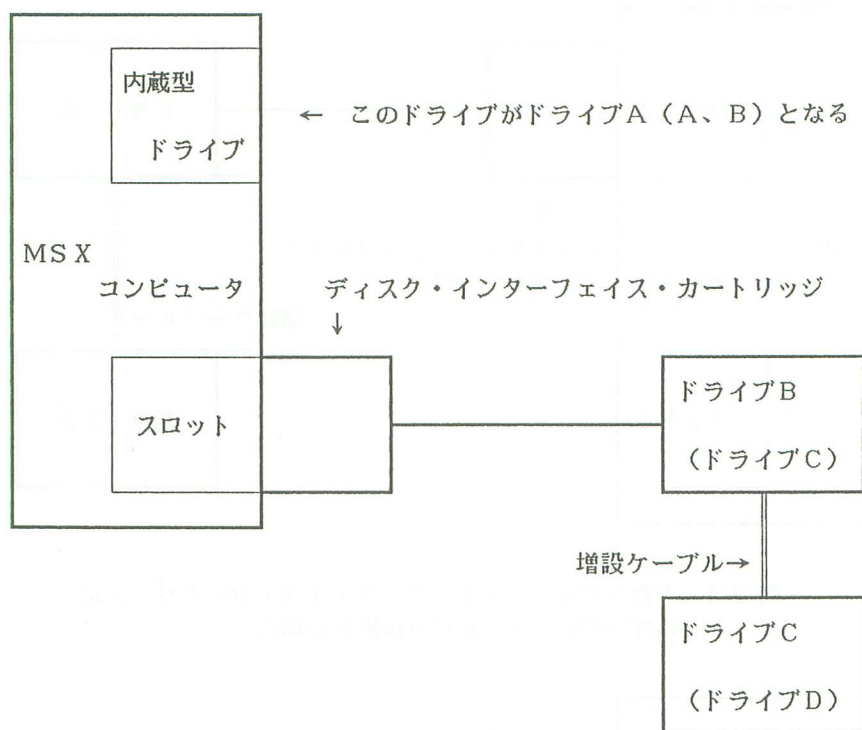 内蔵型
ドライブ
← このドライブがドライブA(A、B)となる
MSX
コンピュータ
ディスク・インターフェイス・カートリッジ
↓
スロット
ドライブB
(ドライブC)
増設ケーブル→
ドライブC
(ドライブD)